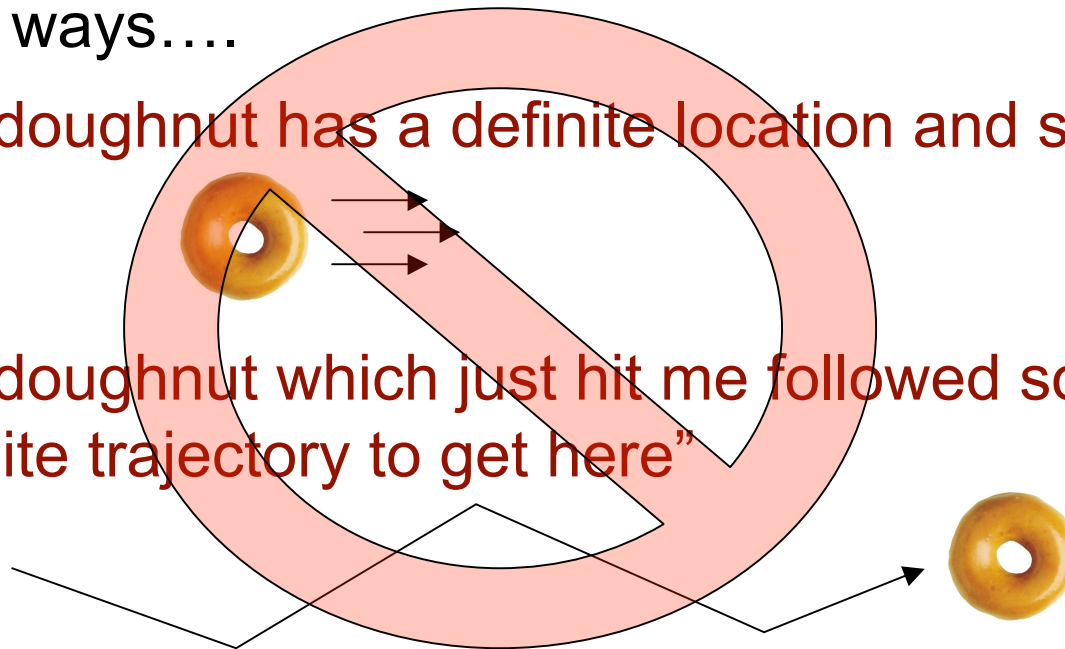 ways….
doughnut has a definite location and s
doughnut which just hit me followed so
ite trajectory to get here”